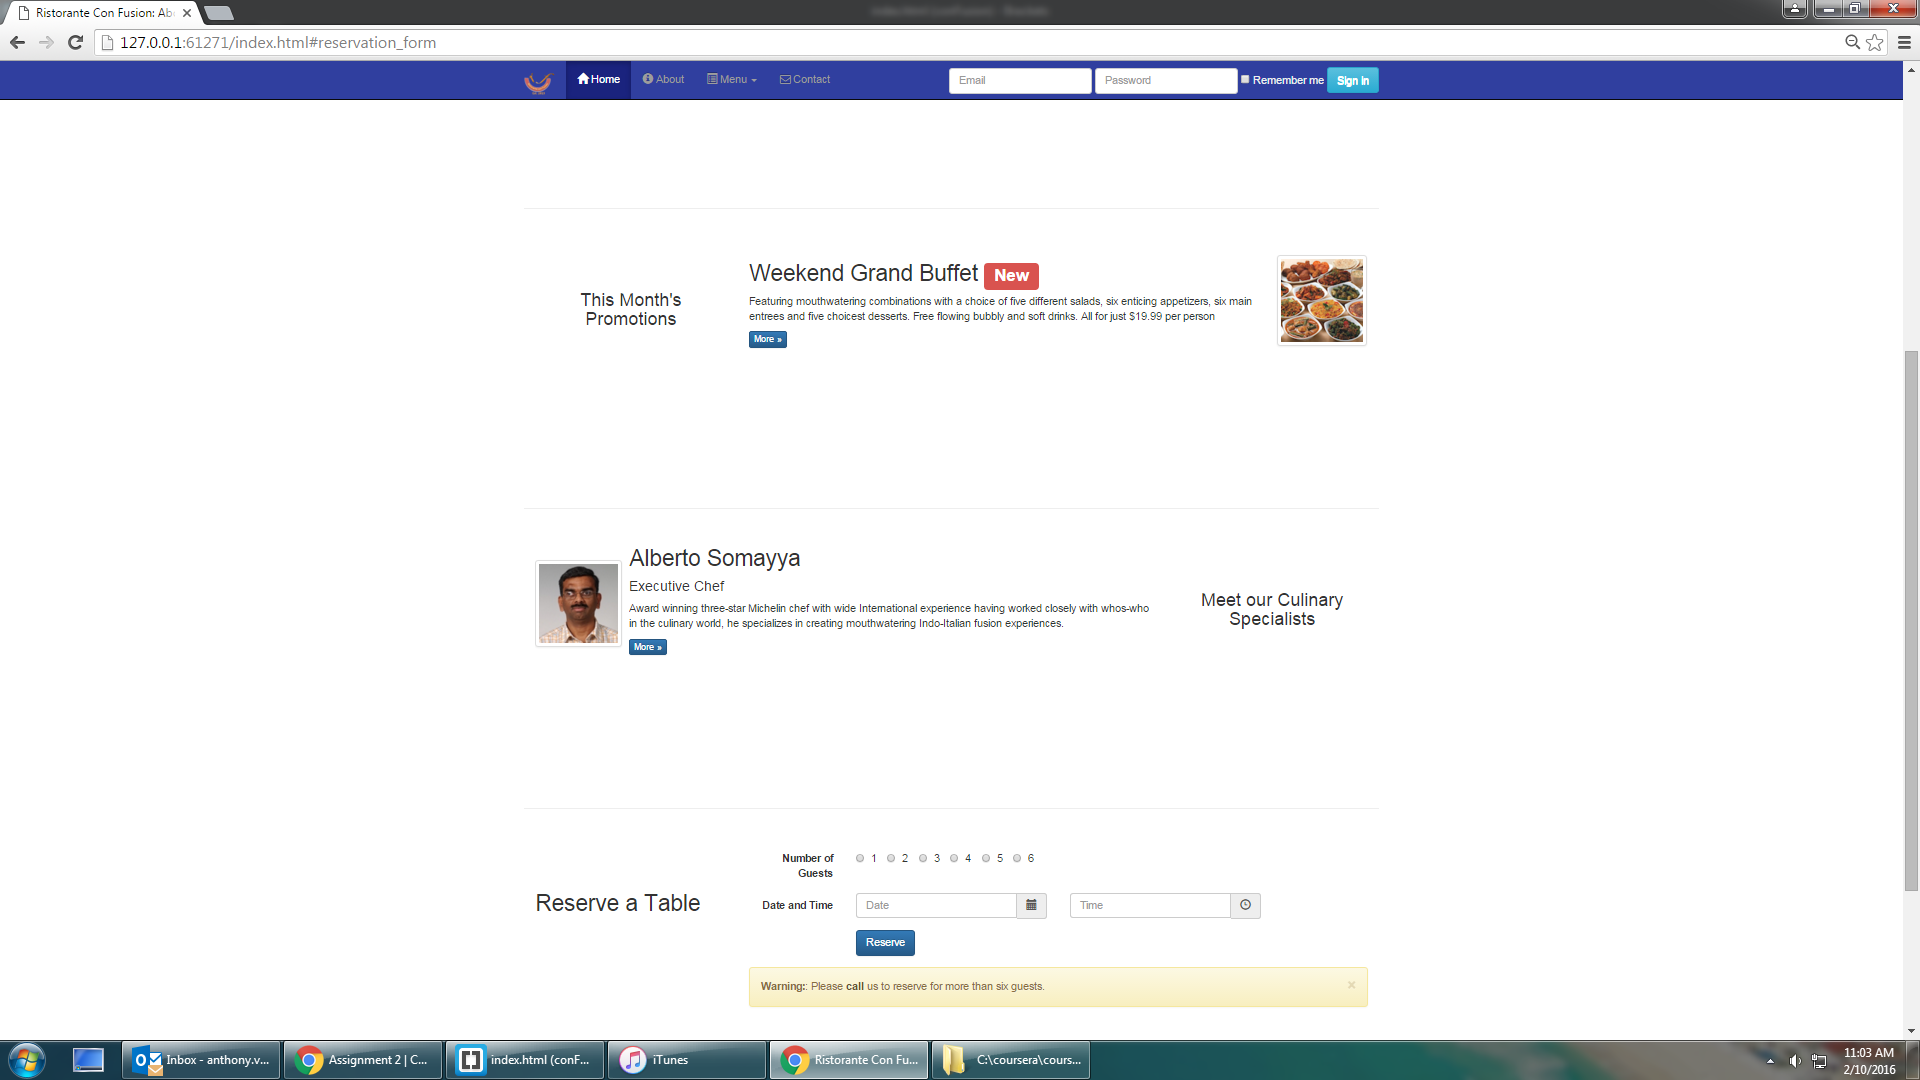 Ristorante Con Fusion: Ab
127.0.0.1:61271/index.html#reservation_form
Home About Menu Contact Email Password Remember me Sign in
This Month's
Promotions
Weekend Grand Buffet New
Featuring mouthwatering combinations with a choice of five different salads, six enticing appetizers, six main
entrees and five choicest desserts. Free flowing bubbly and soft drinks. All for just $19.99 per person
More »
Alberto Somayya
Executive Chef
Award winning three-star Michelin chef with wide International experience having worked closely with whos-who
in the culinary world, he specializes in creating mouthwatering Indo-Italian fusion experiences.
More »
Meet our Culinary
Specialists
Reserve a Table
Number of
Guests
1 2 3 4 5 6
Date and Time Date Time
Reserve
Warning:: Please call us to reserve for more than six guests. ×
Inbox - anthony.v... Assignment 2 | C... index.html (conF... iTunes Ristorante Con Fu... C:\coursera\cours...
11:03 AM
2/10/2016